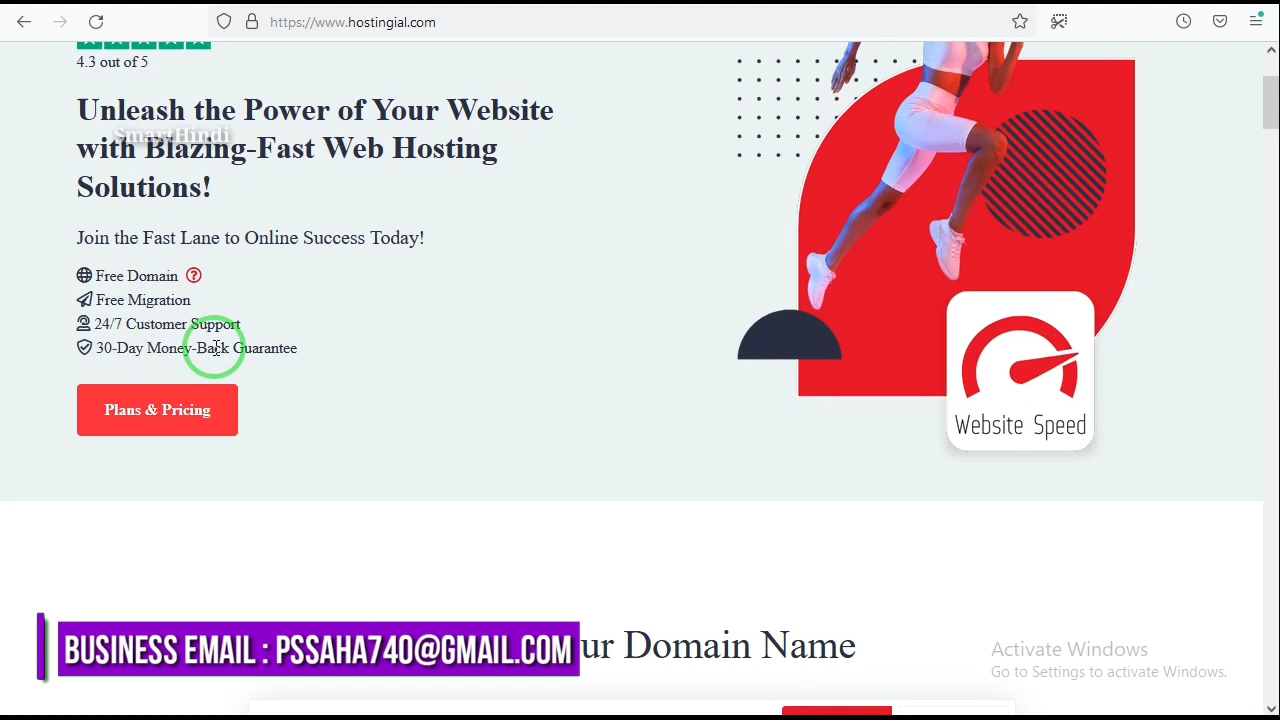 https://www.hostingial.com
4.3 out of 5
Unleash the Power of Your Website
with Blazing-Fast Web Hosting
Solutions!
SmartHindi
Join the Fast Lane to Online Success Today!
Free Domain
Free Migration
24/7 Customer Support
30-Day Money-Back Guarantee
Plans & Pricing
Website Speed
BUSINESS EMAIL : PSSAHA740@GMAIL.COM
Domain Name
Activate Windows
Go to Settings to activate Windows.